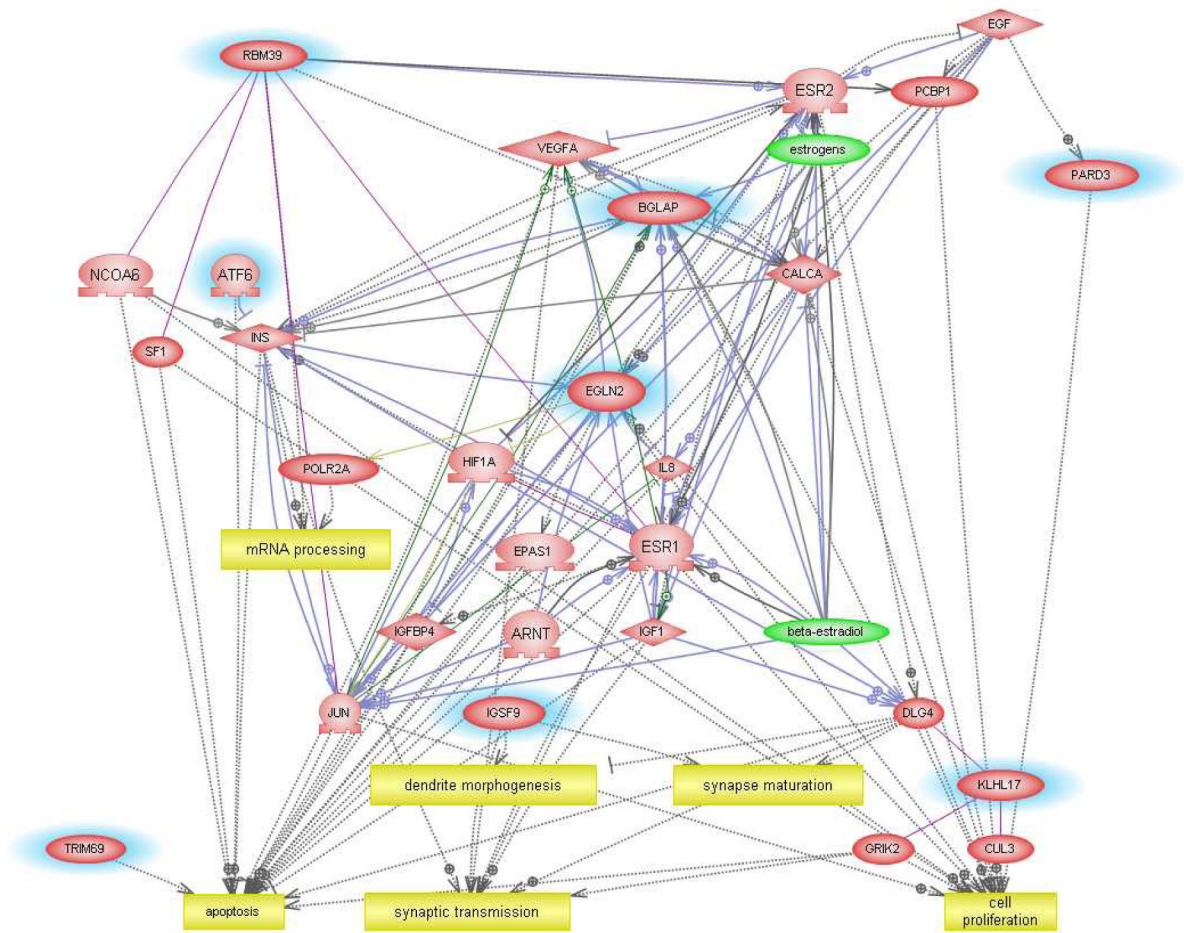 EGF
RBM39
ESR2
PCBP1
VEGFA
estrogens
PARD3
BGLAP
NCOA6
ATF6
CALCA
INS
SF1
EGLN2
HIF1A
IL8
POLR2A
mRNA processing
EPAS1
ESR1
IGFBP4
ARNT
IGF1
beta-estradiol
JUN
IGSF9
DLG4
dendrite morphogenesis
synapse maturation
KLHL17
TRIM69
GRIK2
CUL3
apoptosis
synaptic transmission
cell
proliferation